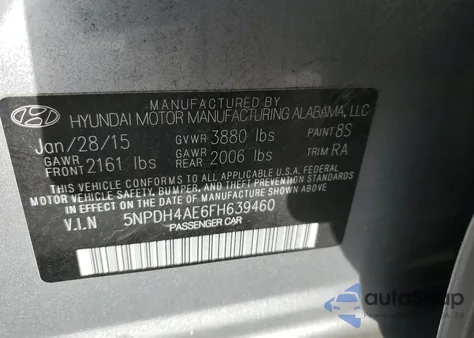 MANUFACTURED BY
HYUNDAI MOTOR MANUFACTURING ALABAMA, LLC
Jan/28/15 GVWR 3880 lbs PAINT 8S
GAWR FRONT 2161 lbs GAWR REAR 2006 lbs TRIM RA
THIS VEHICLE CONFORMS TO ALL APPLICABLE U.S. FEDERAL
MOTOR VEHICLE SAFETY, BUMPER, AND THEFT PREVENTION STANDARDS
IN EFFECT ON THE DATE OF MANUFACTURE SHOWN ABOVE.
V.I.N 5NPDH4AE6FH639460
PASSENGER CAR